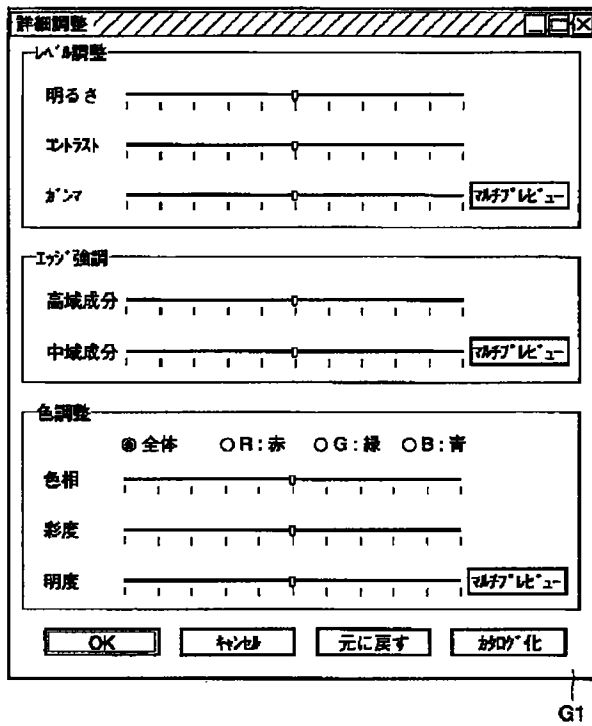 詳細調整
ﾚﾍﾞﾙ調整
明るさ
ｺﾝﾄﾗｽﾄ
ｶﾞﾝﾏ
ﾏﾙﾁﾌﾟﾚﾋﾞｭｰ
ｴｯｼﾞ強調
高域成分
中域成分
ﾏﾙﾁﾌﾟﾚﾋﾞｭｰ
色調整
◉全体 ○R:赤 ○G:緑 ○B:青
色相
彩度
明度
ﾏﾙﾁﾌﾟﾚﾋﾞｭｰ
OK ｷｬﾝｾﾙ 元に戻す ｶﾀﾛｸﾞ化
G1